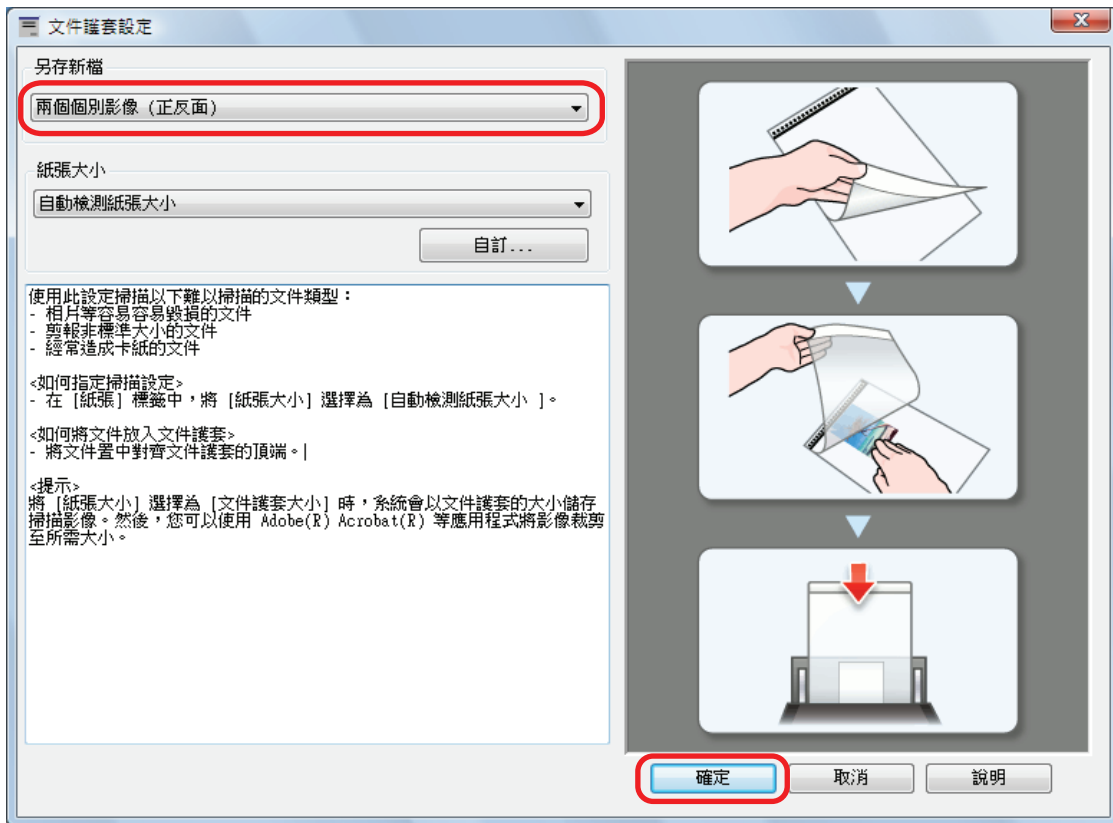 文件護套設定
另存新檔
兩個個別影像 (正反面)
紙張大小
自動檢測紙張大小
自訂...
使用此設定掃描以下難以掃描的文件類型：
- 相片等容易容易毀損的文件
- 剪報非標準大小的文件
- 經常造成卡紙的文件
<如何指定掃描設定>
- 在 [紙張] 標籤中，將 [紙張大小] 選擇為 [自動檢測紙張大小 ]。
<如何將文件放入文件護套>
- 將文件置中對齊文件護套的頂端。
<提示>
將 [紙張大小] 選擇為 [文件護套大小] 時，系統會以文件護套的大小儲存
掃描影像。然後，您可以使用 Adobe(R) Acrobat(R) 等應用程式將影像裁剪
至所需大小。
確定
取消
說明